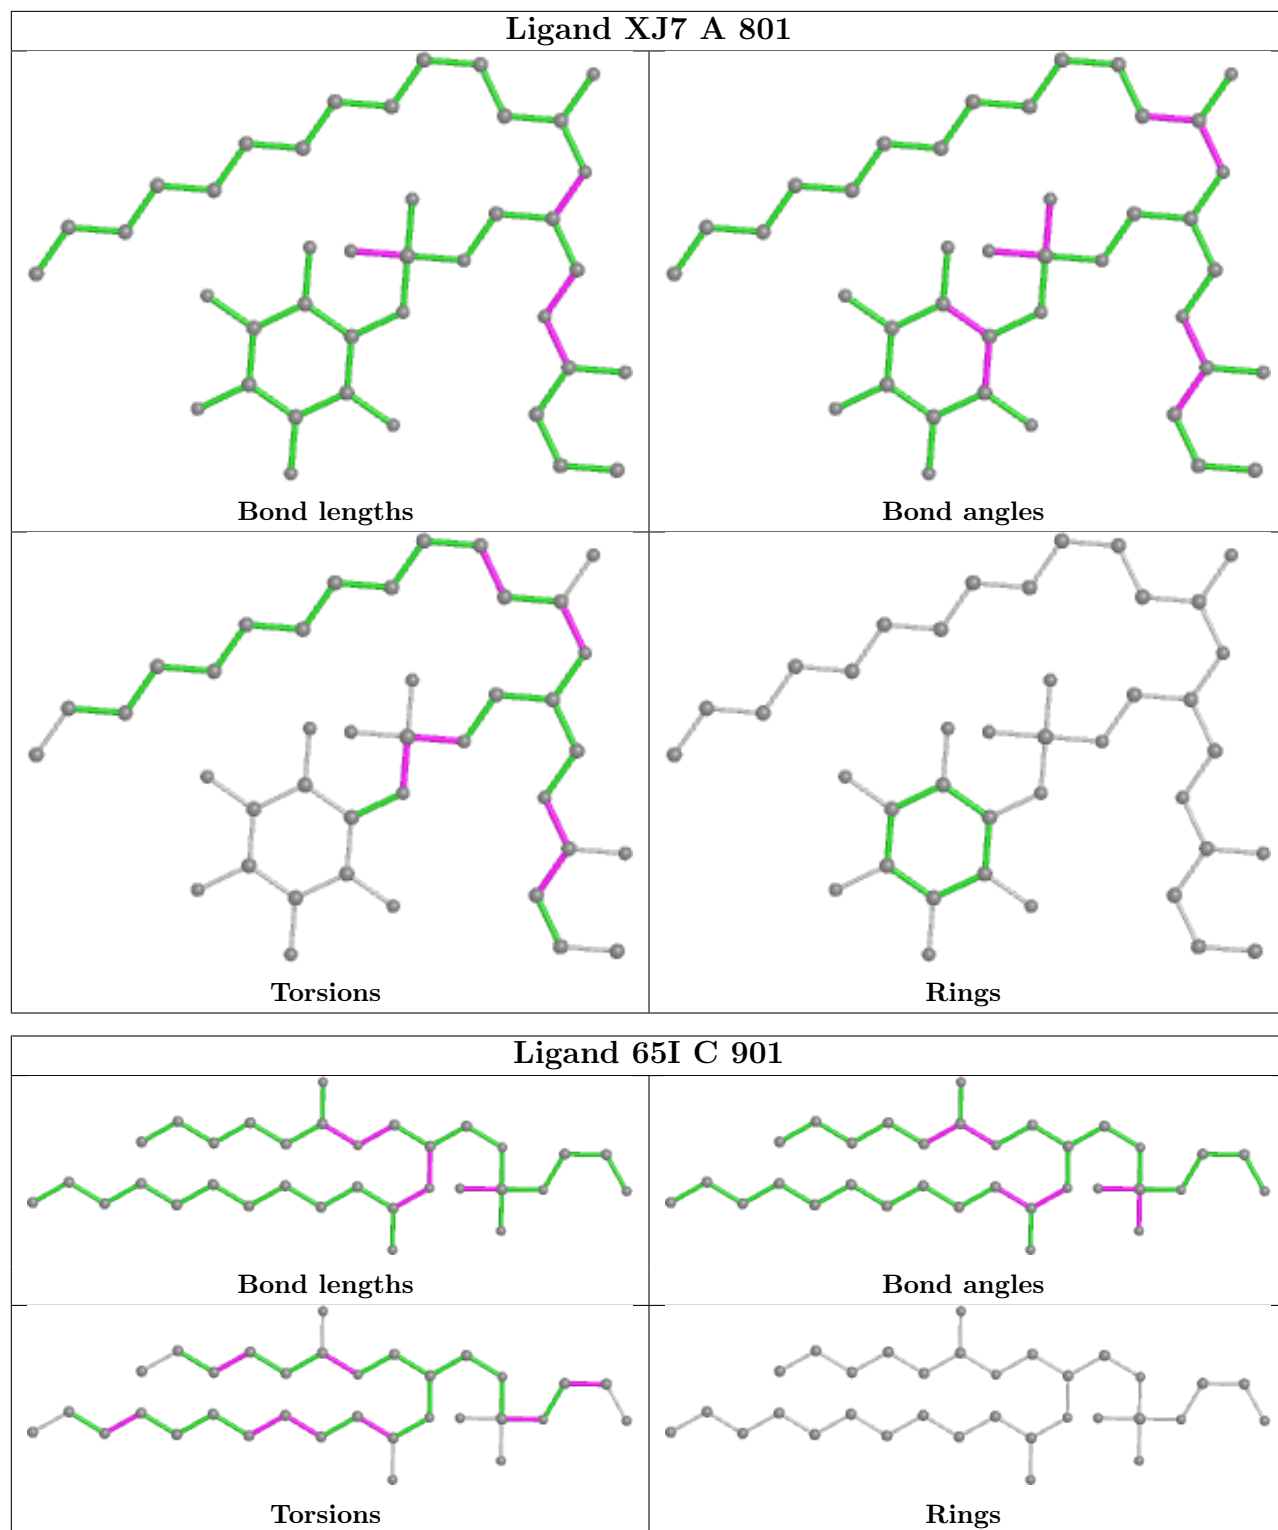 Ligand XJ7 A 801
Bond lengths
Bond angles
Torsions
Rings
Ligand 65I C 901
Bond lengths
Bond angles
Torsions
Rings